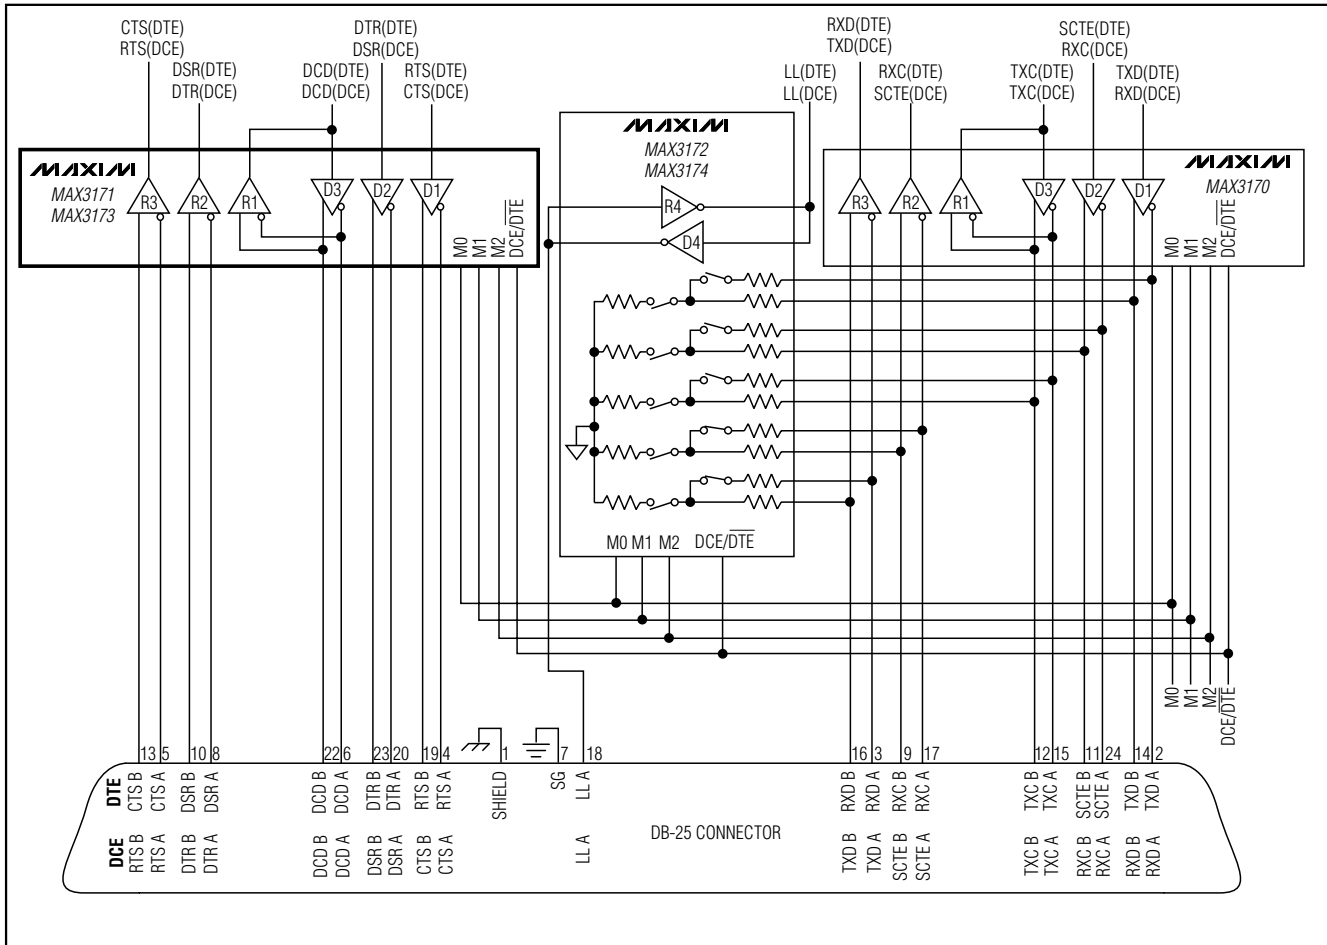 CTS(DTE)
RTS(DCE)
DSR(DTE)
DTR(DCE)
DCD(DTE)
DCD(DCE)
DTR(DTE)
DSR(DCE)
RTS(DTE)
CTS(DCE)
LL(DTE)
LL(DCE)
RXD(DTE)
TXD(DCE)
RXC(DTE)
SCTE(DCE)
TXC(DTE)
TXC(DCE)
SCTE(DTE)
RXC(DCE)
TXD(DTE)
RXD(DCE)
MAXIM
MAX3171
MAX3173
R3
R2
R1
D3
D2
D1
M0
M1
M2
DCE/DTE
MAXIM
MAX3172
MAX3174
R4
D4
M0 M1 M2 DCE/DTE
MAXIM
MAX3170
R3
R2
R1
D3
D2
D1
M0
M1
M2
DCE/DTE
M0
M1
M2
DCE/DTE
13 5 10 8 22 6 23 20 19 4 1 7 18 16 3 9 17 12 15 11 24 14 2
DTE
CTS B
CTS A
DSR B
DSR A
DCD B
DCD A
DTR B
DTR A
RTS B
RTS A
SHIELD
SG
LL A
RXD B
RXD A
RXC B
RXC A
TXC B
TXC A
SCTE B
SCTE A
TXD B
TXD A
DB-25 CONNECTOR
DCE
RTS B
RTS A
DTR B
DTR A
DCD B
DCD A
DSR B
DSR A
CTS B
CTS A
LL A
TXD B
TXD A
SCTE B
SCTE A
TXC B
TXC A
RXC B
RXC A
RXD B
RXD A